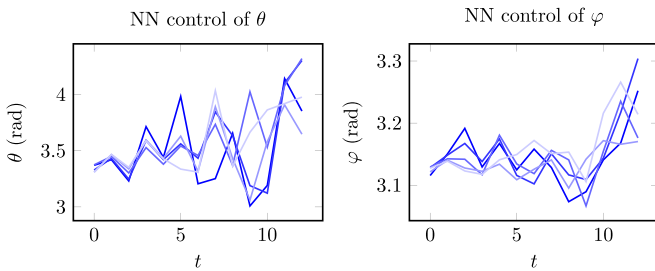 NN control of θ
4
3.5
3
θ (rad)
0 5 10
t
NN control of φ
3.3
3.2
3.1
φ (rad)
0 5 10
t